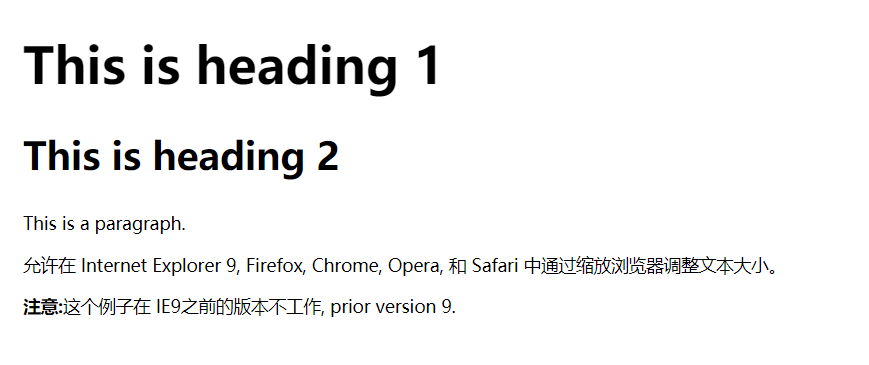 This is heading 1
This is heading 2
This is a paragraph.
允许在 Internet Explorer 9, Firefox, Chrome, Opera, 和 Safari 中通过缩放浏览器调整文本大小。
注意:这个例子在 IE9之前的版本不工作, prior version 9.